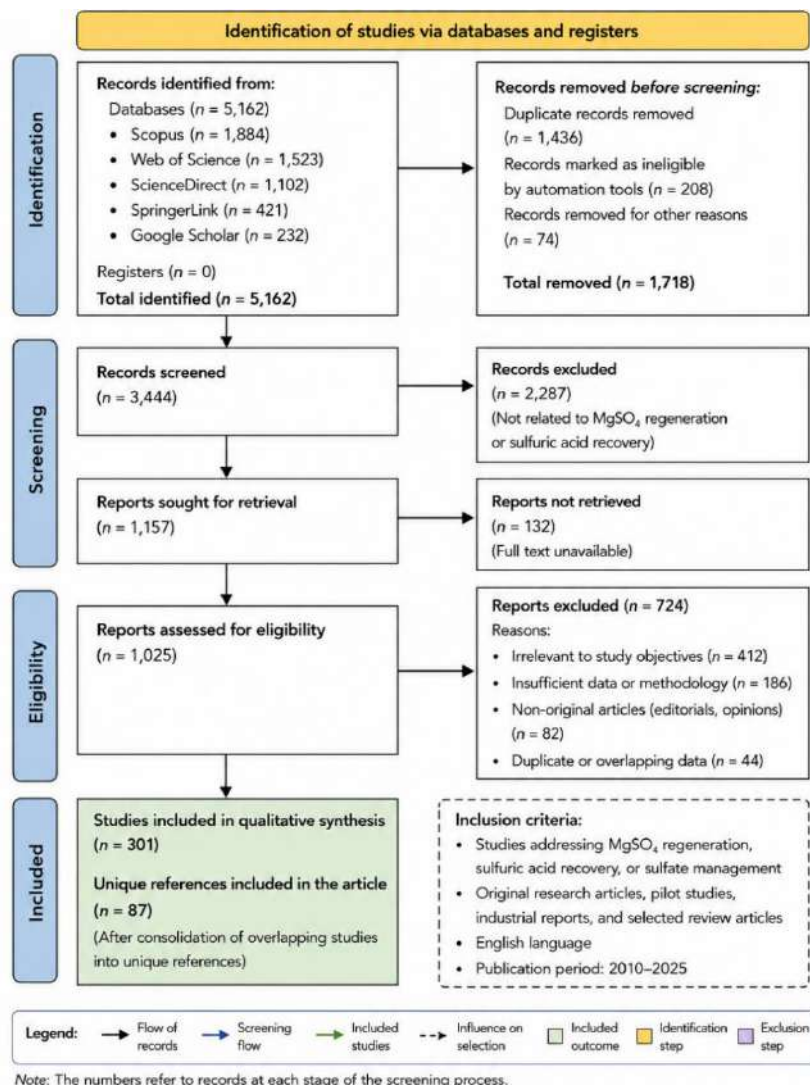 Identification of studies via databases and registers
Identification
Records identified from:
Databases (n = 5,162)
• Scopus (n = 1,884)
• Web of Science (n = 1,523)
• ScienceDirect (n = 1,102)
• SpringerLink (n = 421)
• Google Scholar (n = 232)
Registers (n = 0)
Total identified (n = 5,162)
Records removed before screening:
Duplicate records removed
(n = 1,436)
Records marked as ineligible
by automation tools (n = 208)
Records removed for other reasons
(n = 74)
Total removed (n = 1,718)
Screening
Records screened
(n = 3,444)
Records excluded
(n = 2,287)
(Not related to MgSO₄ regeneration
or sulfuric acid recovery)
Reports sought for retrieval
(n = 1,157)
Reports not retrieved
(n = 132)
(Full text unavailable)
Eligibility
Reports assessed for eligibility
(n = 1,025)
Reports excluded (n = 724)
Reasons:
• Irrelevant to study objectives (n = 412)
• Insufficient data or methodology (n = 186)
• Non-original articles (editorials, opinions)
(n = 82)
• Duplicate or overlapping data (n = 44)
Included
Studies included in qualitative synthesis
(n = 301)
Unique references included in the article
(n = 87)
(After consolidation of overlapping studies
into unique references)
Inclusion criteria:
• Studies addressing MgSO₄ regeneration,
sulfuric acid recovery, or sulfate management
• Original research articles, pilot studies,
industrial reports, and selected review articles
• English language
• Publication period: 2010–2025
Legend:
Flow of
records
Screening
flow
Included
studies
Influence on
selection
Included
outcome
Identification
step
Exclusion
step
Note: The numbers refer to records at each stage of the screening process.